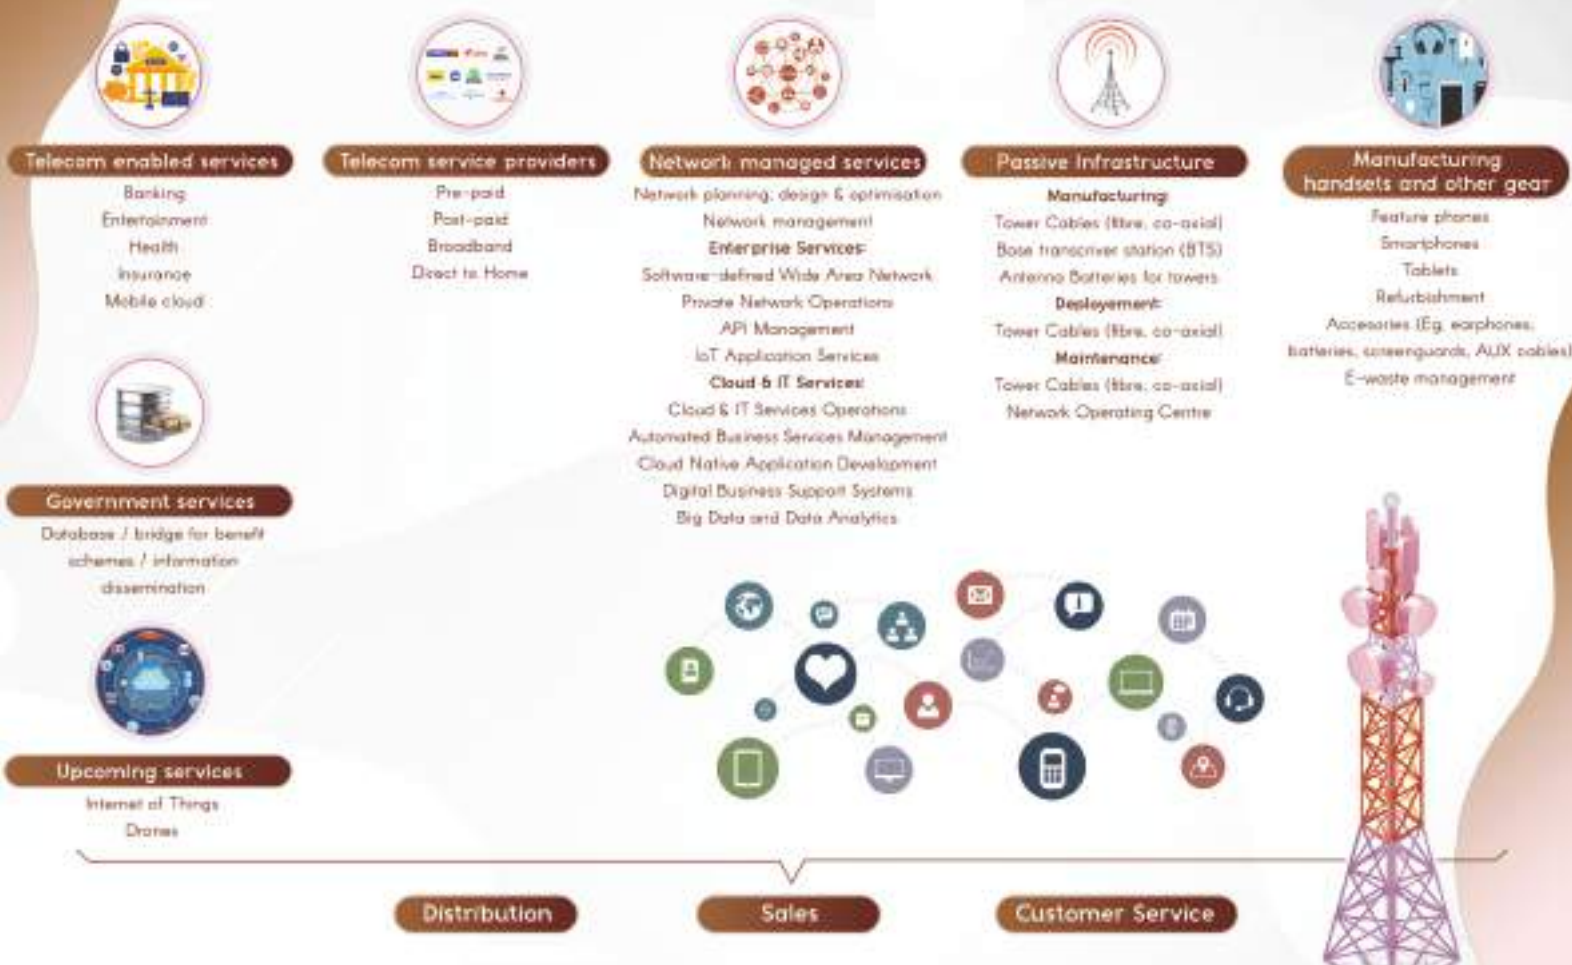 Telecom enabled services
Banking
Entertainment
Health
Insurance
Mobile cloud
Government services
Database / bridge for benefit
schemes / information
dissemination
Upcoming services
Internet of Things
Drones
Telecom service providers
Pre-paid
Post-paid
Broadband
Direct to Home
Network managed services
Network planning, design & optimisation
Network management
Enterprise Services:
Software-defined Wide Area Network
Private Network Operations
API Management
IoT Application Services
Cloud & IT Services:
Cloud & IT Services Operations
Automated Business Services Management
Cloud Native Application Development
Digital Business Support Systems
Big Data and Data Analytics
Passive Infrastructure
Manufacturing:
Tower Cables (fibre, co-axial)
Base transcriver station (BTS)
Antenna Batteries for towers
Deployement:
Tower Cables (fibre, co-axial)
Maintenance:
Tower Cables (fibre, co-axial)
Network Operating Centre
Manufacturing
handsets and other gear
Feature phones
Smartphones
Tablets
Refurbishment
Accesories (Eg. earphones,
batteries, screenguards, AUX cables)
E-waste management
Distribution
Sales
Customer Service